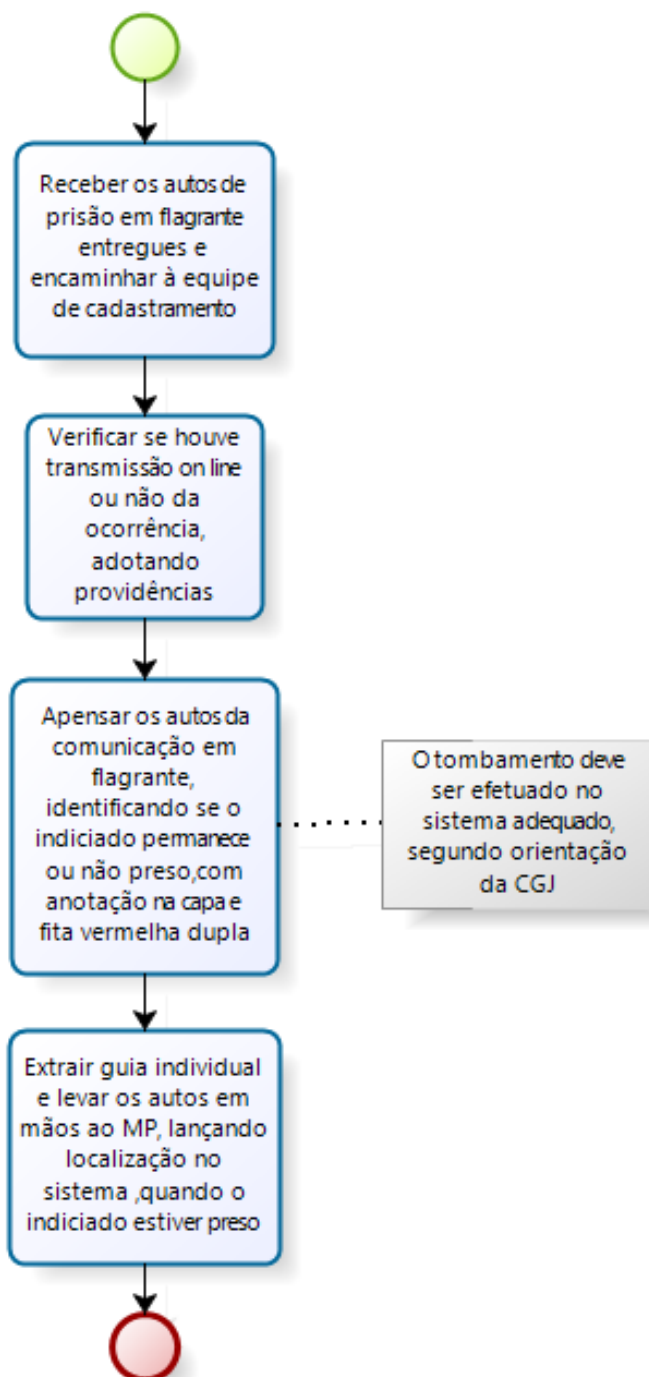 Receber os autos de
prisão em flagrante
entregues e
encaminhar à equipe
de cadastramento
Verificar se houve
transmissão on line
ou não da
ocorrência,
adotando
providências
Apensar os autos da
comunicação em
flagrante,
identificando se o
indiciado permanece
ou não preso,com
anotação na capa e
fita vermelha dupla
O tombamento deve
ser efetuado no
sistema adequado,
segundo orientação
da CGJ
Extrair guia individual
e levar os autos em
mãos ao MP, lançando
localização no
sistema ,quando o
indiciado estiver preso